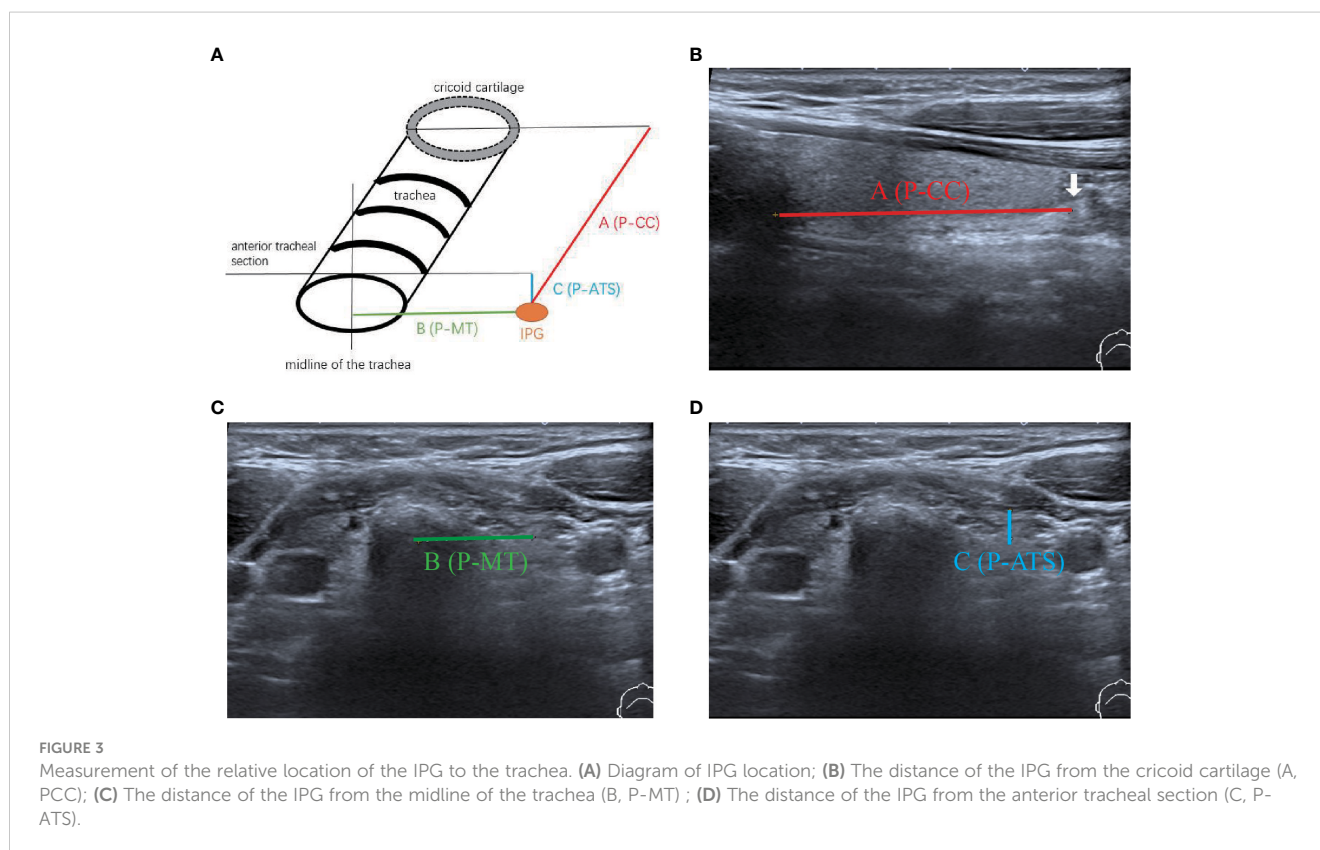 A
cricoid cartilage
trachea
A (P-CC)
anterior tracheal
section
C (P-ATS)
B (P-MT)
IPG
midline of the trachea
B
A (P-CC)
C
B (P-MT)
D
C (P-ATS)
FIGURE 3
Measurement of the relative location of the IPG to the trachea. (A) Diagram of IPG location; (B) The distance of the IPG from the cricoid cartilage (A,
PCC); (C) The distance of the IPG from the midline of the trachea (B, P-MT) ; (D) The distance of the IPG from the anterior tracheal section (C, P-
ATS).